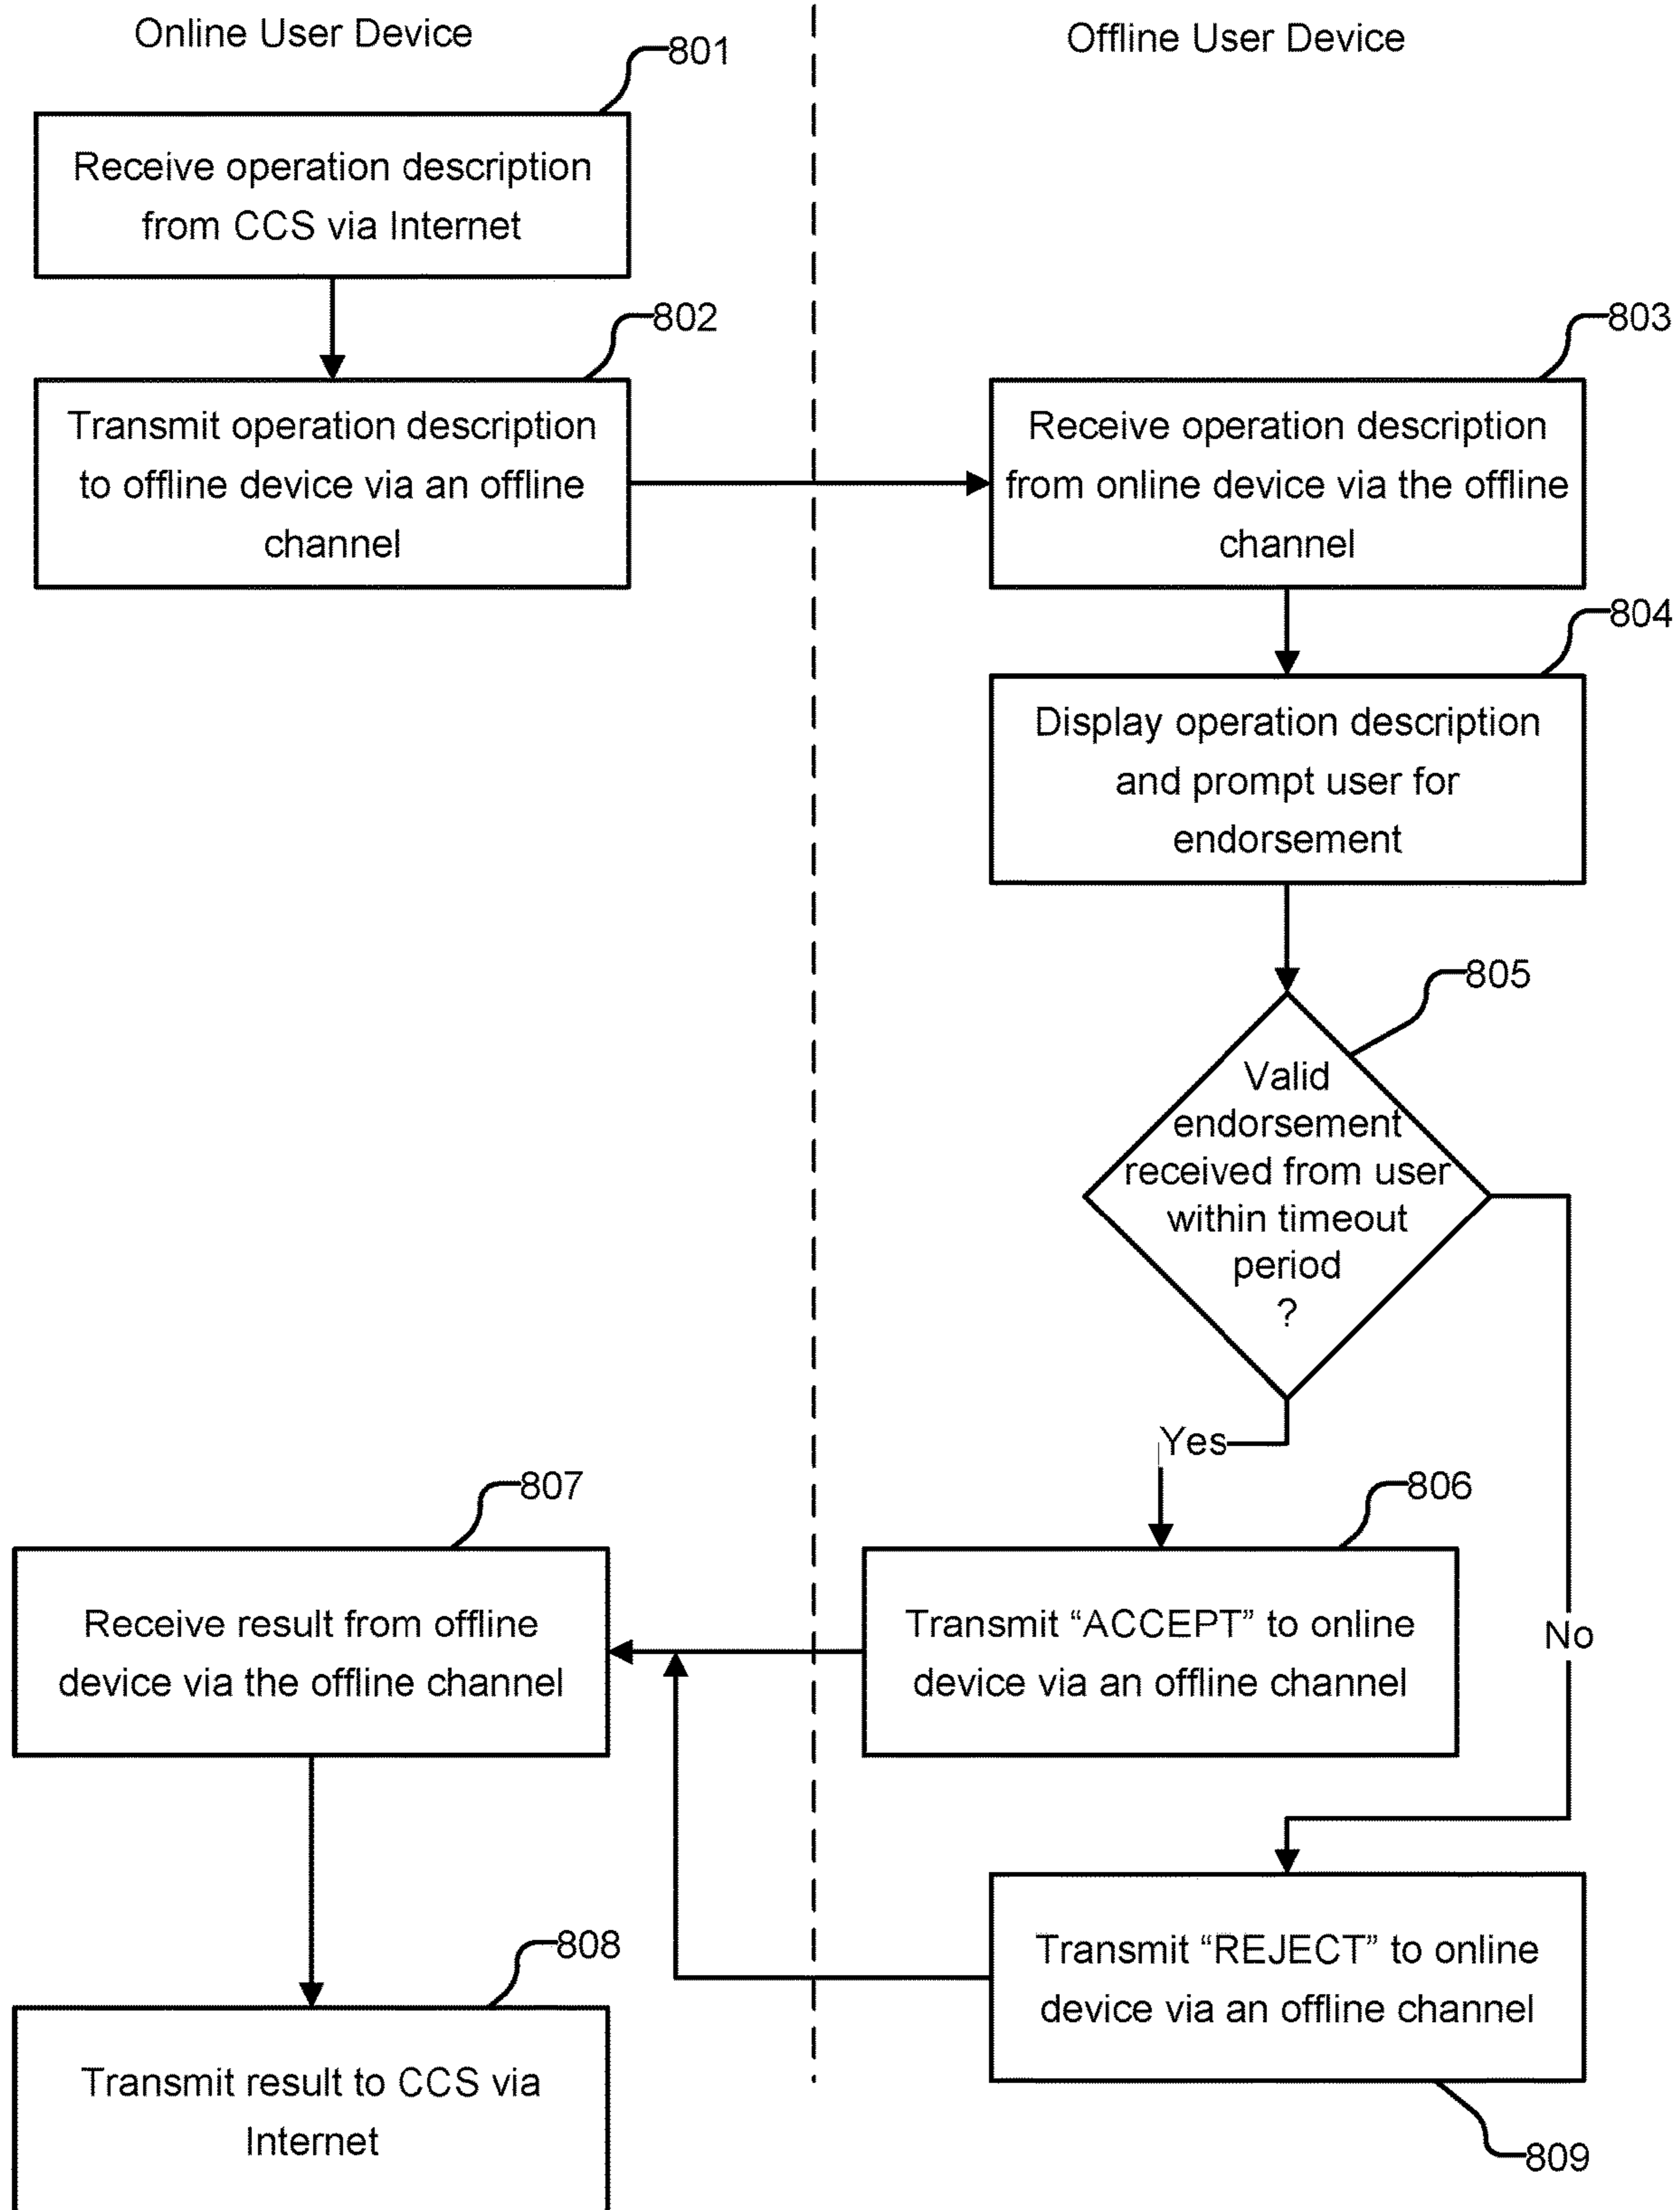 Online User Device
Offline User Device
801
Receive operation description
from CCS via Internet
802
Transmit operation description
to offline device via an offline
channel
803
Receive operation description
from online device via the offline
channel
804
Display operation description
and prompt user for
endorsement
805
Valid
endorsement
received from user
within timeout
period
?
Yes
No
806
Transmit “ACCEPT” to online
device via an offline channel
807
Receive result from offline
device via the offline channel
808
Transmit result to CCS via
Internet
Transmit “REJECT” to online
device via an offline channel
809